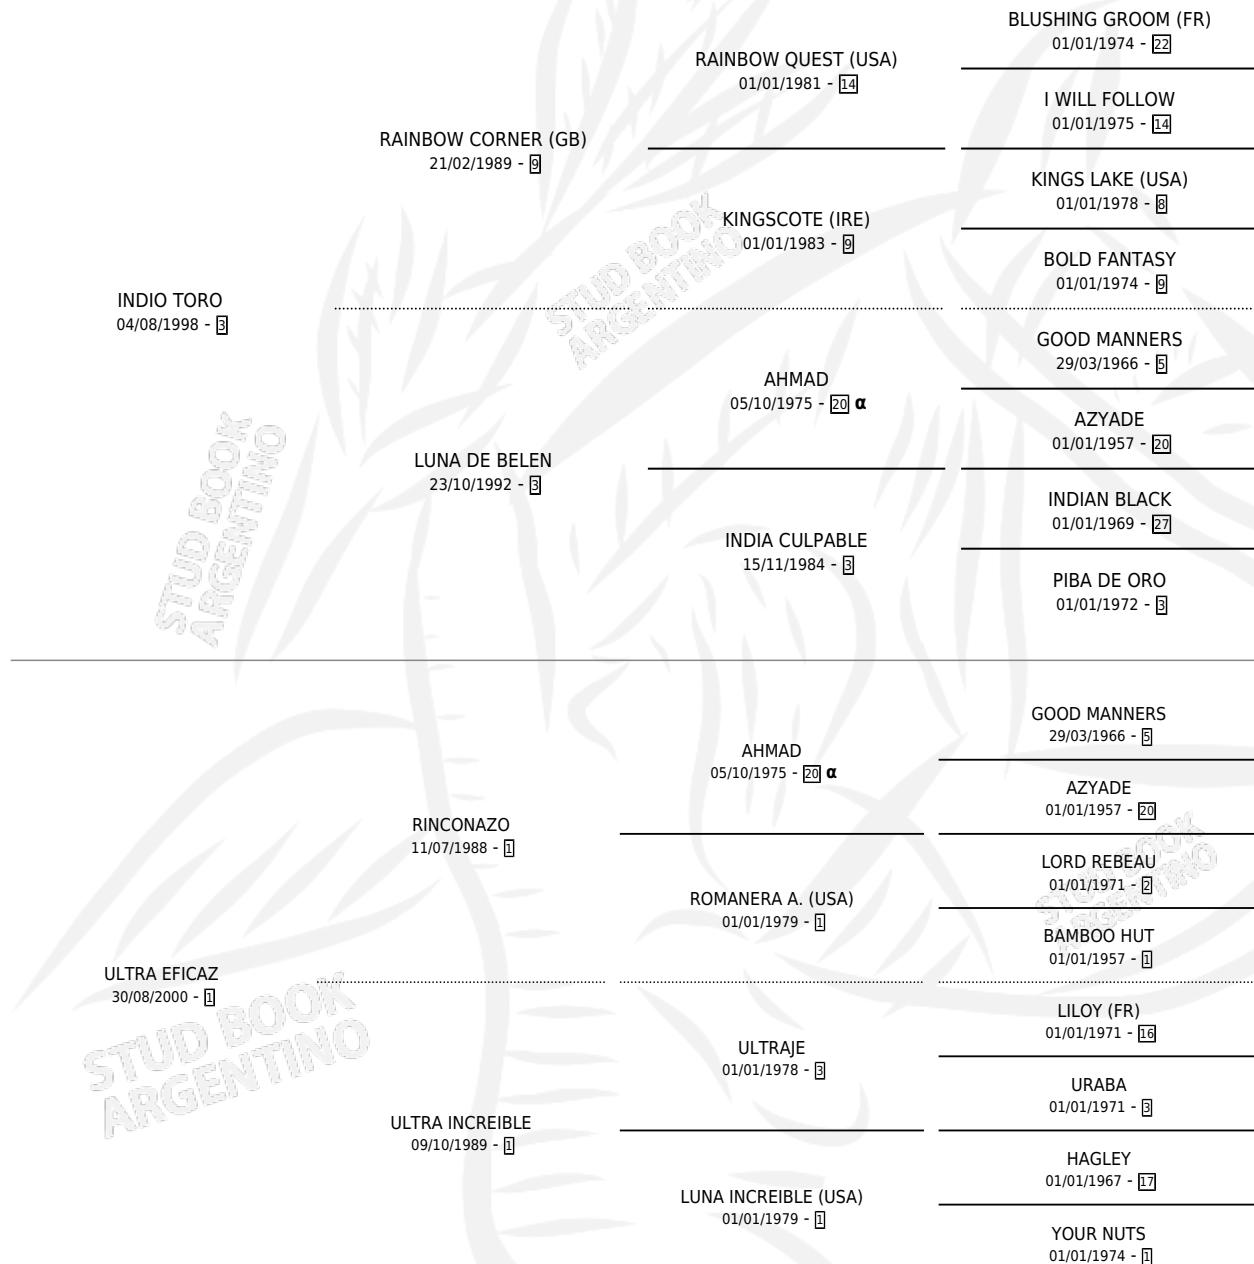 BLUSHING GROOM (FR)
01/01/1974 - 22
RAINBOW QUEST (USA)
01/01/1981 - 14
I WILL FOLLOW
01/01/1975 - 14
RAINBOW CORNER (GB)
21/02/1989 - 9
KINGS LAKE (USA)
01/01/1978 - 8
KINGSCOTE (IRE)
01/01/1983 - 9
BOLD FANTASY
01/01/1974 - 9
INDIO TORO
04/08/1998 - 3
GOOD MANNERS
29/03/1966 - 5
AHMAD
05/10/1975 - 20 α
AZYADE
01/01/1957 - 20
LUNA DE BELEN
23/10/1992 - 3
INDIAN BLACK
01/01/1969 - 27
INDIA CULPABLE
15/11/1984 - 3
PIBA DE ORO
01/01/1972 - 3
GOOD MANNERS
29/03/1966 - 5
AHMAD
05/10/1975 - 20 α
AZYADE
01/01/1957 - 20
RINCONAZO
11/07/1988 - 1
LORD REBEAU
01/01/1971 - 2
ROMANERA A. (USA)
01/01/1979 - 1
BAMBOO HUT
01/01/1957 - 1
ULTRA EFICAZ
30/08/2000 - 1
LILOY (FR)
01/01/1971 - 16
ULTRAJE
01/01/1978 - 3
URABA
01/01/1971 - 3
ULTRA INCREIBLE
09/10/1989 - 1
HAGLEY
01/01/1967 - 17
LUNA INCREIBLE (USA)
01/01/1979 - 1
YOUR NUTS
01/01/1974 - 1
STUD BOOK
ARGENTINO
STUD BOOK
ARGENTINO
STUD BOOK
ARGENTINO
STUD BOOK
ARGENTINO